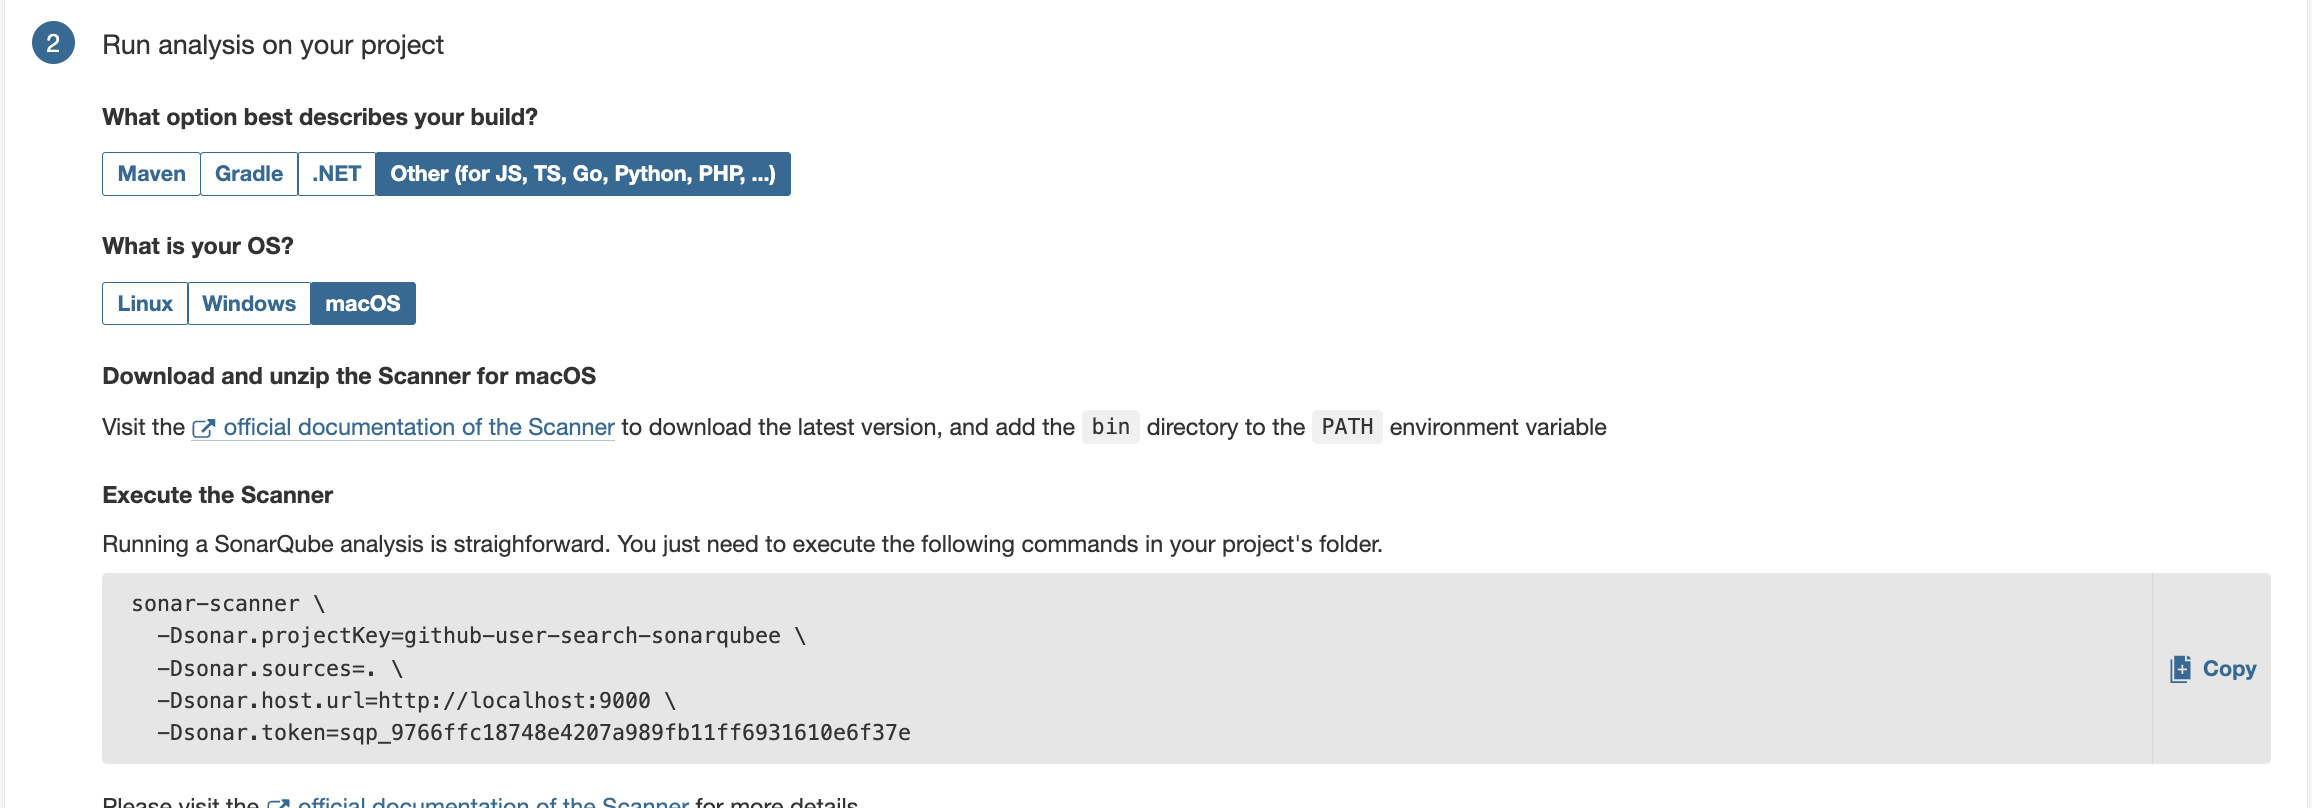 2 Run analysis on your project
What option best describes your build?
Maven Gradle .NET Other (for JS, TS, Go, Python, PHP, ...)
What is your OS?
Linux Windows macOS
Download and unzip the Scanner for macOS
Visit the official documentation of the Scanner to download the latest version, and add the bin directory to the PATH environment variable
Execute the Scanner
Running a SonarQube analysis is straighforward. You just need to execute the following commands in your project's folder.
sonar-scanner \
-Dsonar.projectKey=github-user-search-sonarqubee \
-Dsonar.sources=. \
-Dsonar.host.url=http://localhost:9000 \
-Dsonar.token=sqp_9766ffc18748e4207a989fb11ff6931610e6f37e
Copy
Please visit the official documentation of the Scanner for more details.